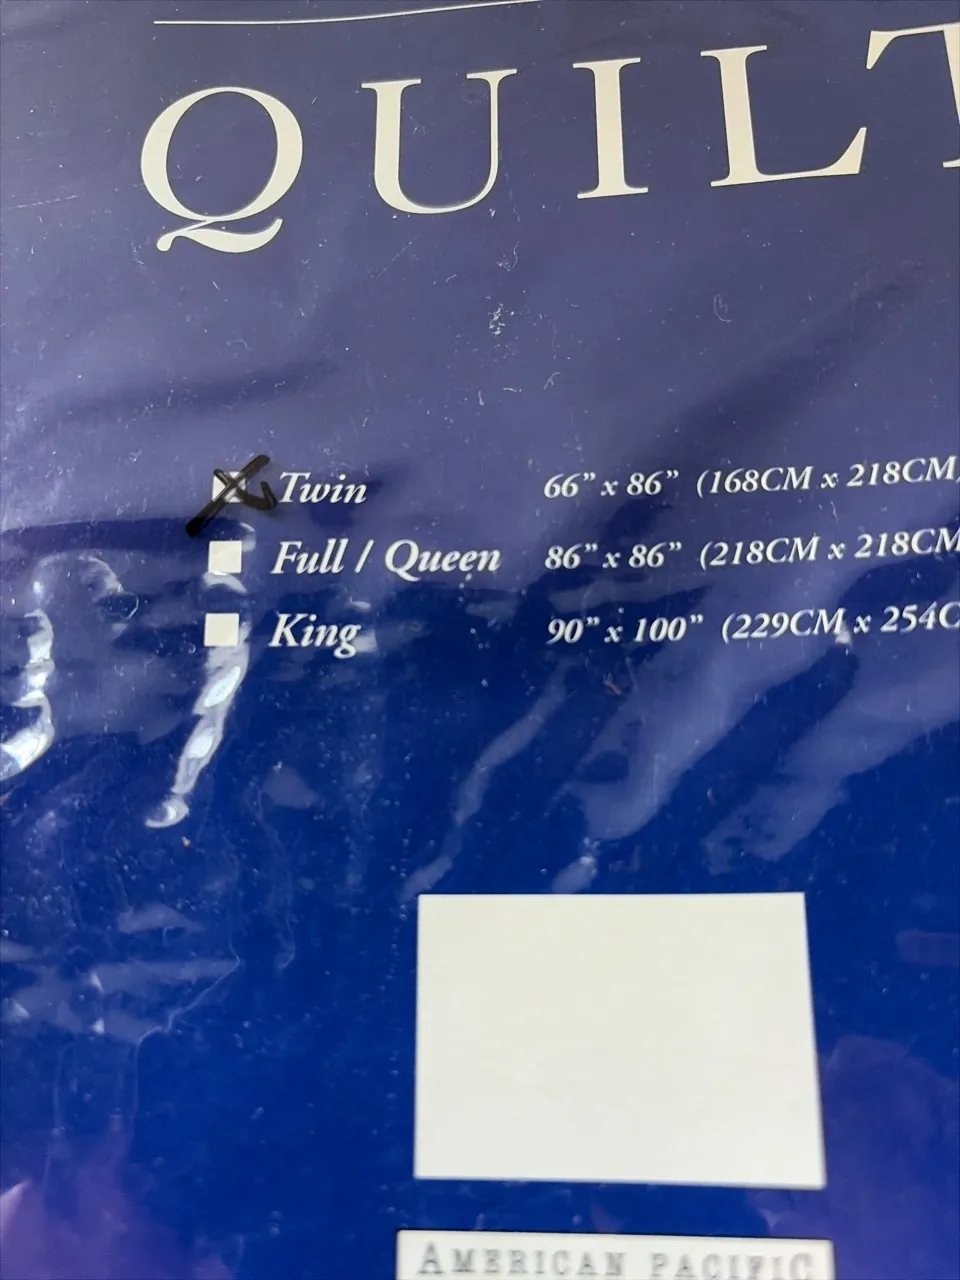 QUILT
Twin 66” x 86” (168CM x 218CM)
Full / Queen 86” x 86” (218CM x 218CM
King 90” x 100” (229CM x 254C
AMERICAN PACIFIC